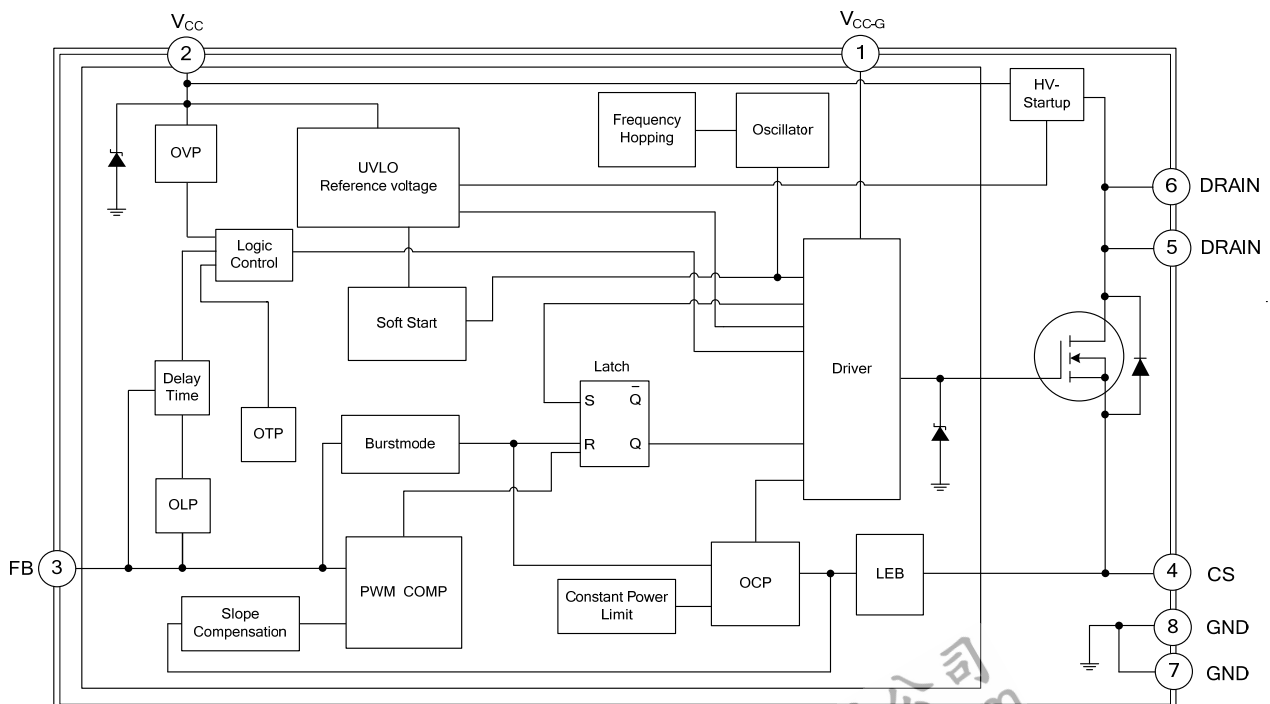 VCC
2
VCC-G
1
HV-
Startup
OVP
UVLO
Reference voltage
Frequency
Hopping
Oscillator
6
DRAIN
5
DRAIN
Logic
Control
Soft Start
Driver
Delay
Time
OTP
Latch
S
Q̅
R
Q
Burstmode
OLP
FB
3
PWM COMP
OCP
LEB
4
CS
Constant Power
Limit
Slope
Compensation
8
GND
7
GND
公司